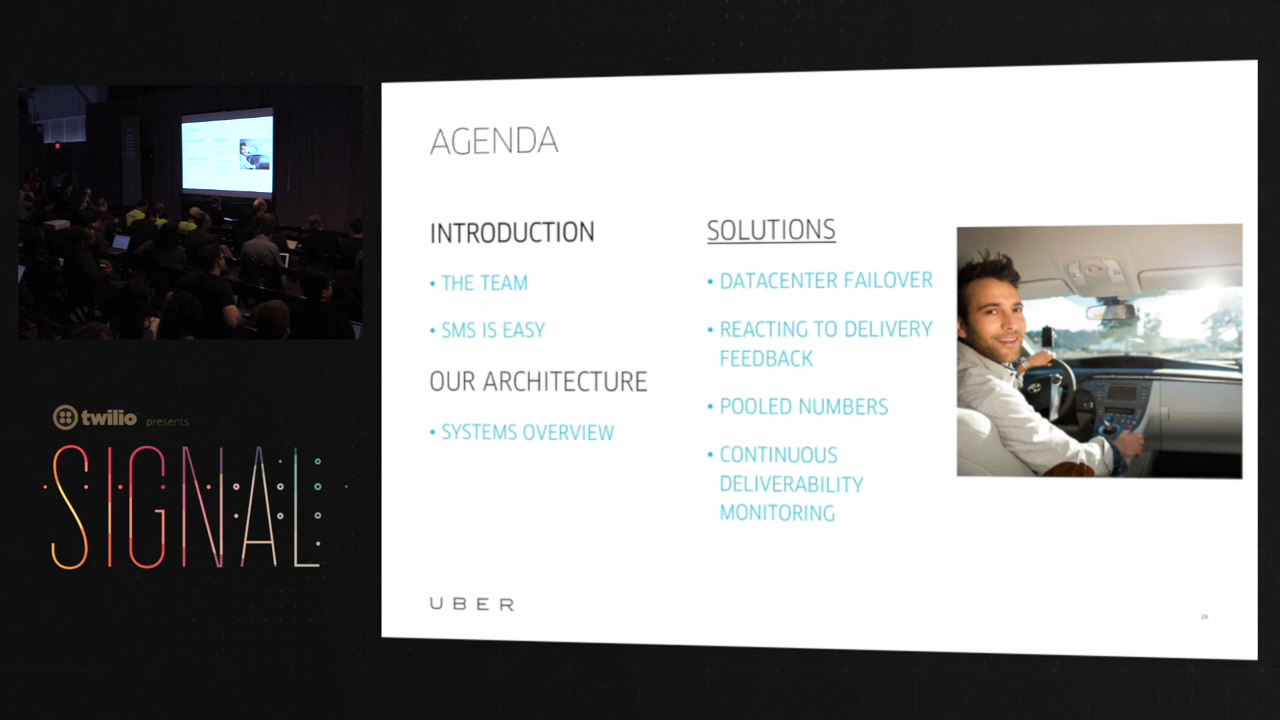 AGENDA
INTRODUCTION
• THE TEAM
• SMS IS EASY
OUR ARCHITECTURE
• SYSTEMS OVERVIEW
SOLUTIONS
• DATACENTER FAILOVER
• REACTING TO DELIVERY
FEEDBACK
• POOLED NUMBERS
• CONTINUOUS
DELIVERABILITY
MONITORING
UBER
twilio presents
SIGNAL